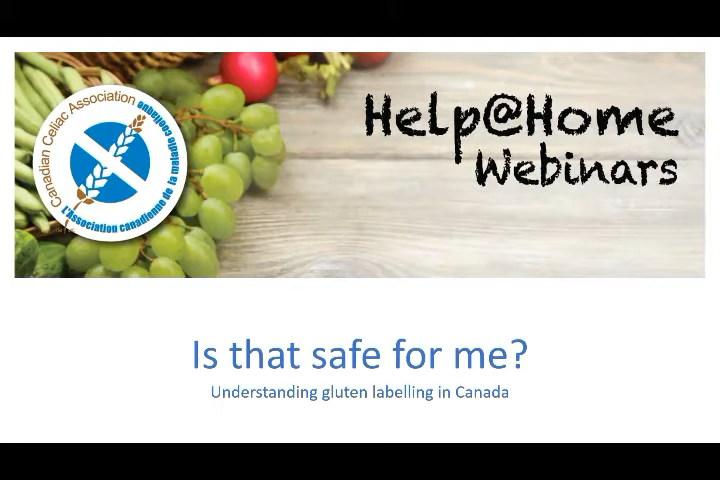 Canadian Celiac Association
L'Association canadienne de la maladie coeliaque
Help@Home
Webinars
Is that safe for me?
Understanding gluten labelling in Canada